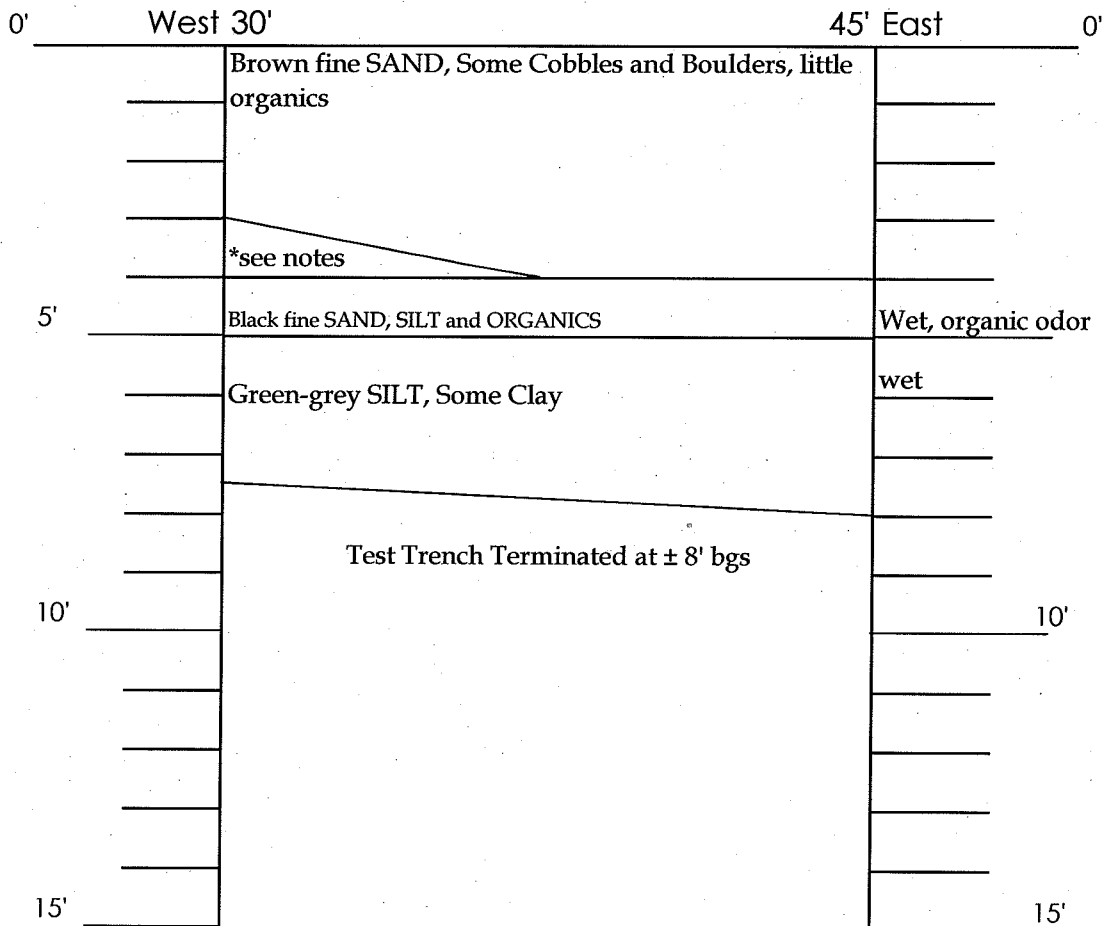 0' West 30' 45' East 0'
Brown fine SAND, Some Cobbles and Boulders, little
organics
*see notes
5' Black fine SAND, SILT and ORGANICS Wet, organic odor
Green-grey SILT, Some Clay wet
Test Trench Terminated at ± 8' bgs
10' 10'
15' 15'